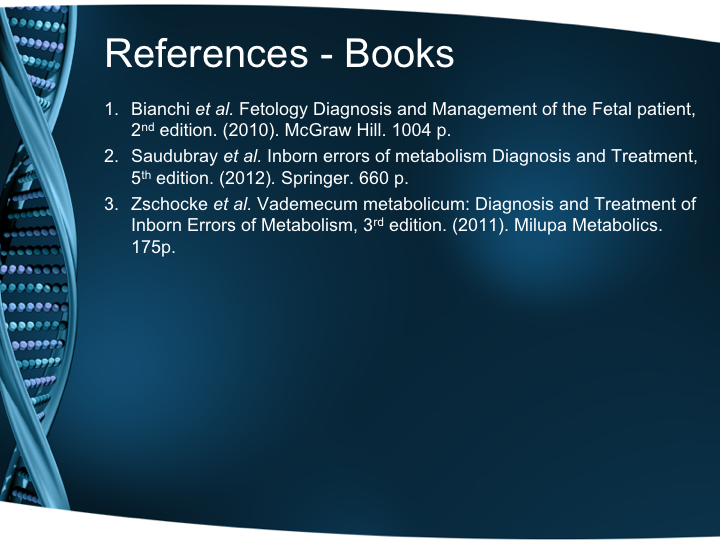 References - Books
1. Bianchi et al. Fetology Diagnosis and Management of the Fetal patient,
2nd edition. (2010). McGraw Hill. 1004 p.
2. Saudubray et al. Inborn errors of metabolism Diagnosis and Treatment,
5th edition. (2012). Springer. 660 p.
3. Zschocke et al. Vademecum metabolicum: Diagnosis and Treatment of
Inborn Errors of Metabolism, 3rd edition. (2011). Milupa Metabolics.
175p.